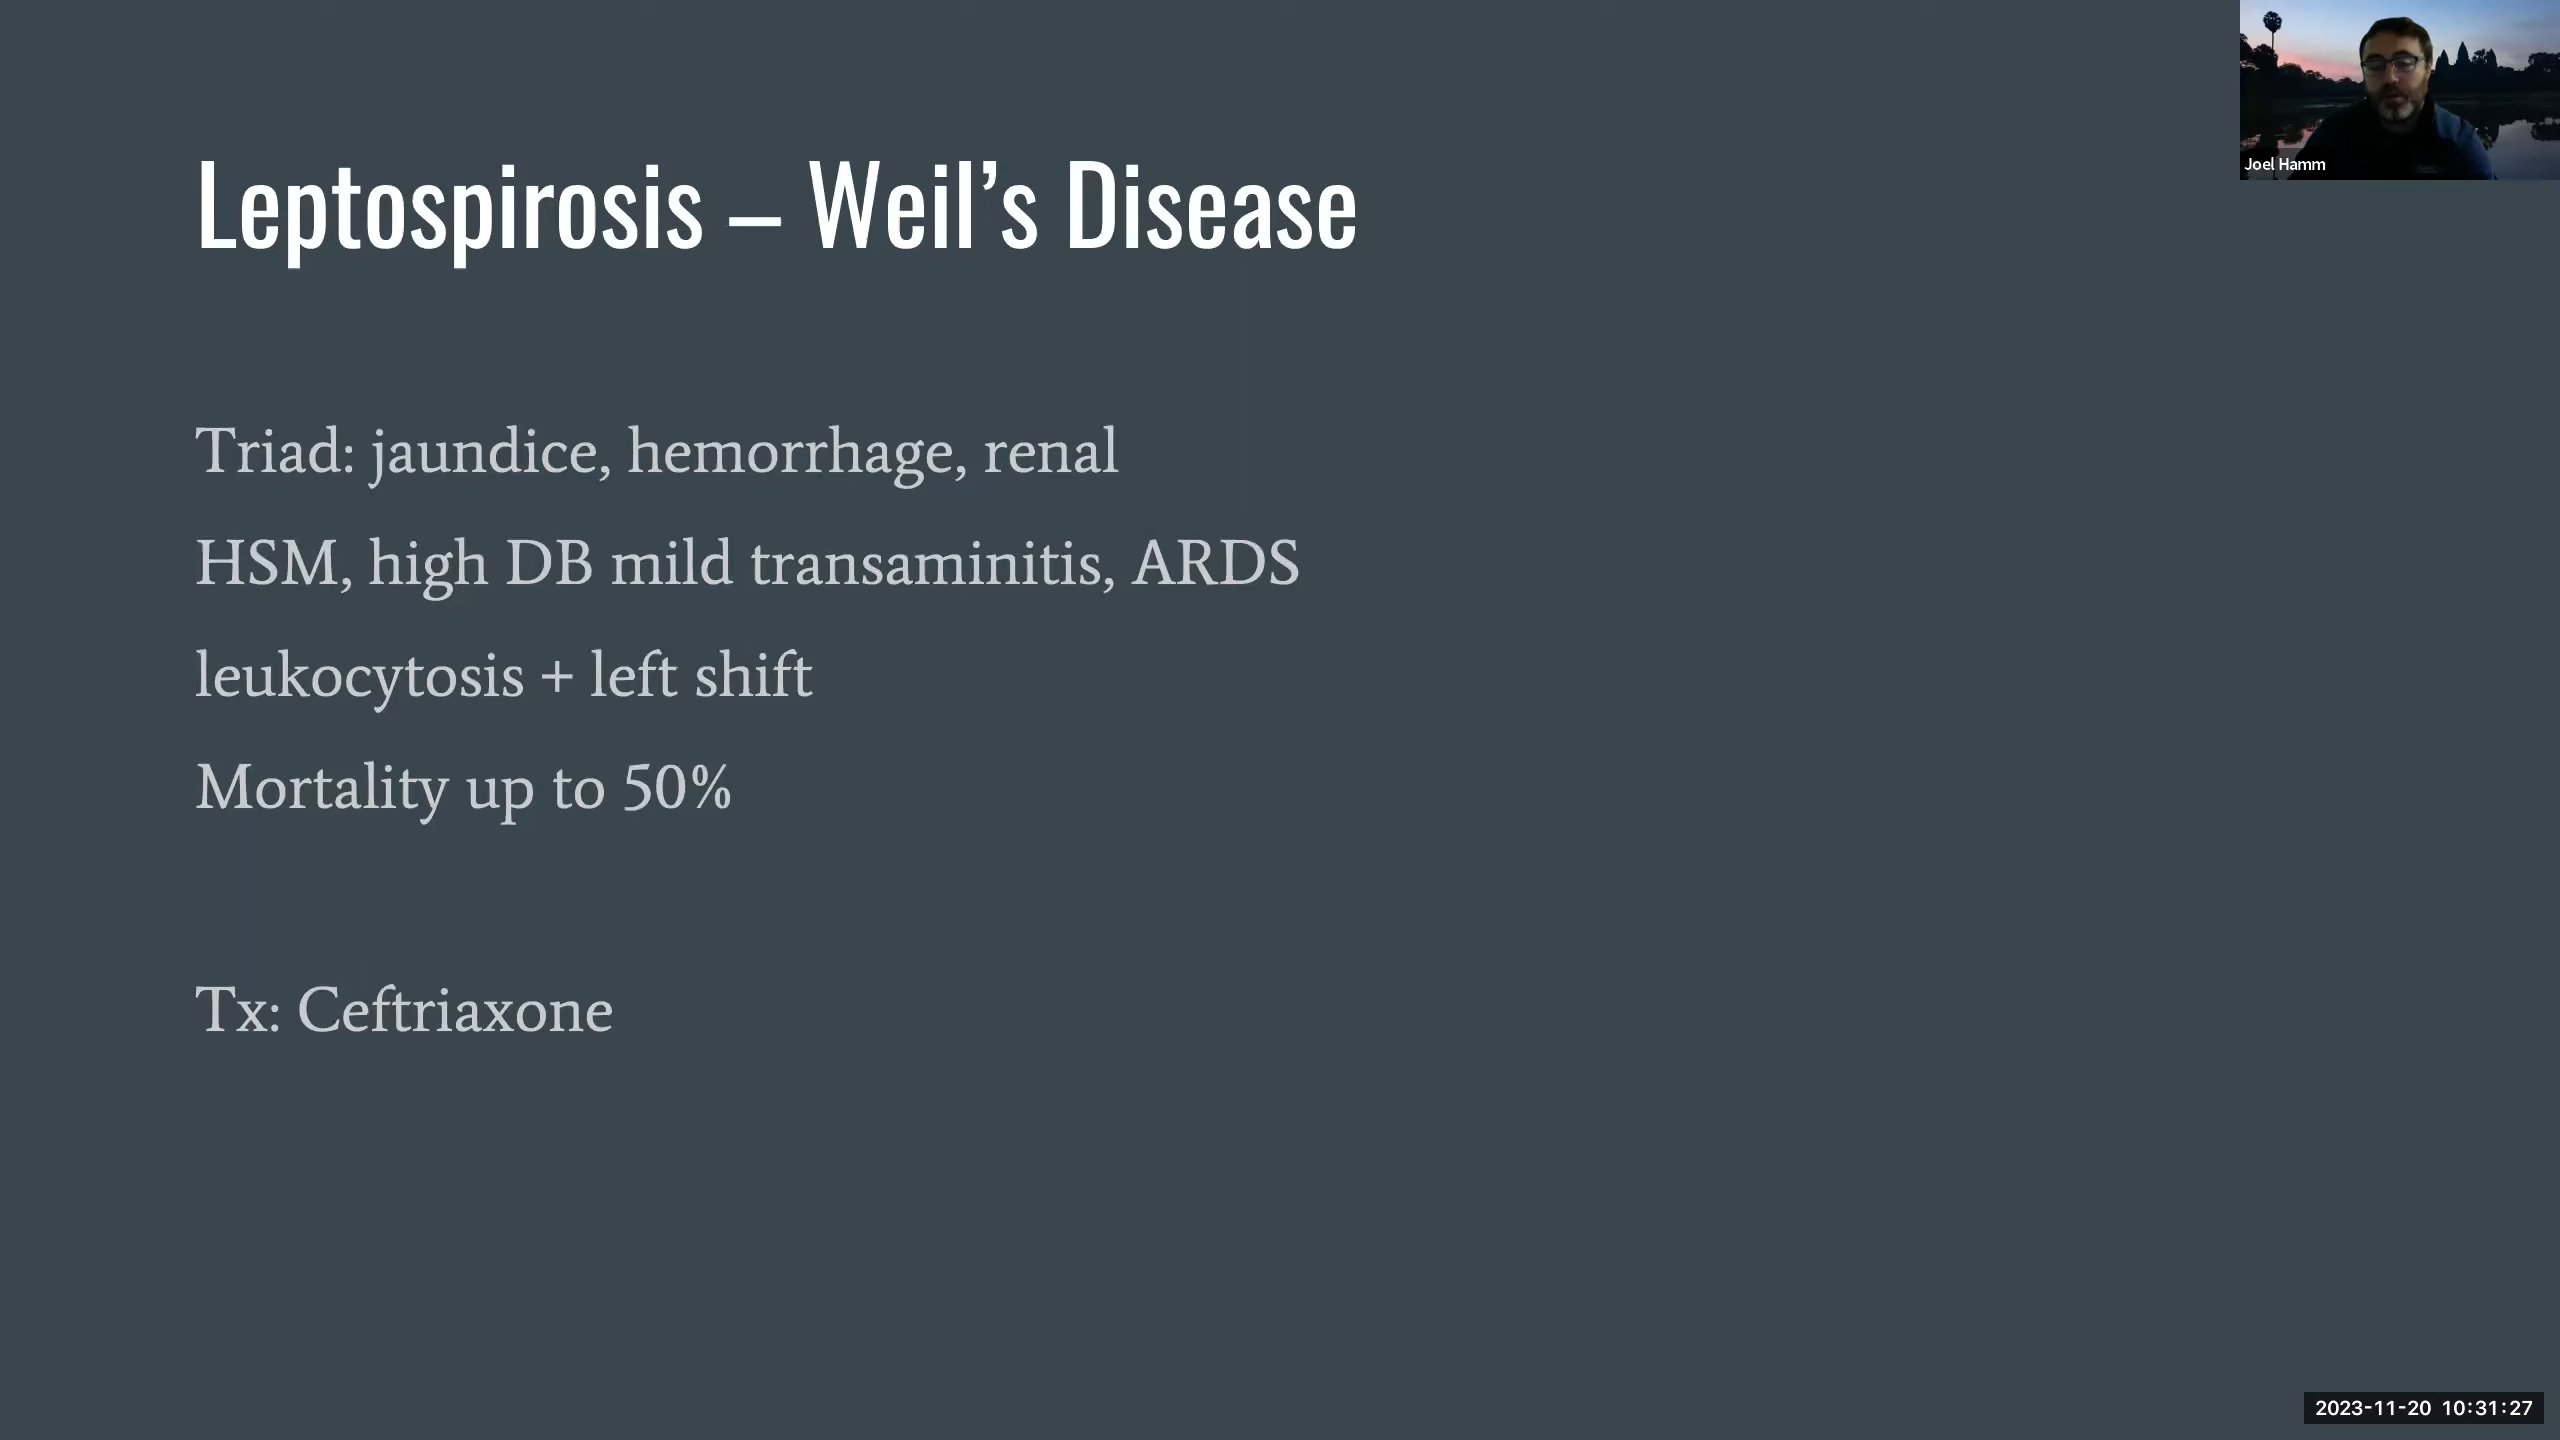 Joel Hamm
Leptospirosis – Weil’s Disease
Triad: jaundice, hemorrhage, renal
HSM, high DB mild transaminitis, ARDS
leukocytosis + left shift
Mortality up to 50%
Tx: Ceftriaxone
2023-11-20 10:31:27